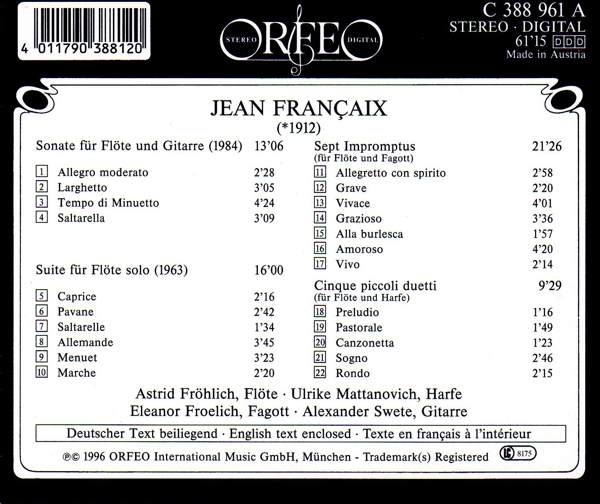 4 011790 388120
STEREO ORFEO DIGITAL
C 388 961 A
STEREO · DIGITAL
61'15 DDD
Made in Austria
JEAN FRANÇAIX
(*1912)
Sonate für Flöte und Gitarre (1984) 13'06
1 Allegro moderato 2'28
2 Larghetto 3'05
3 Tempo di Minuetto 4'24
4 Saltarella 3'09
Suite für Flöte solo (1963) 16'00
5 Caprice 2'16
6 Pavane 2'42
7 Saltarelle 1'34
8 Allemande 3'45
9 Menuet 3'23
10 Marche 2'20
Sept Impromptus 21'26
(für Flöte und Fagott)
11 Allegretto con spirito 2'58
12 Grave 2'20
13 Vivace 4'01
14 Grazioso 3'36
15 Alla burlesca 1'57
16 Amoroso 4'20
17 Vivo 2'14
Cinque piccoli duetti 9'29
(für Flöte und Harfe)
18 Preludio 1'16
19 Pastorale 1'49
20 Canzonetta 1'23
21 Sogno 2'46
22 Rondo 2'15
Astrid Fröhlich, Flöte · Ulrike Mattanovich, Harfe
Eleanor Froelich, Fagott · Alexander Swete, Gitarre
Deutscher Text beiliegend · English text enclosed · Texte en français à l'intérieur
℗© 1996 ORFEO International Music GmbH, München - Trademark(s) Registered LC 8175